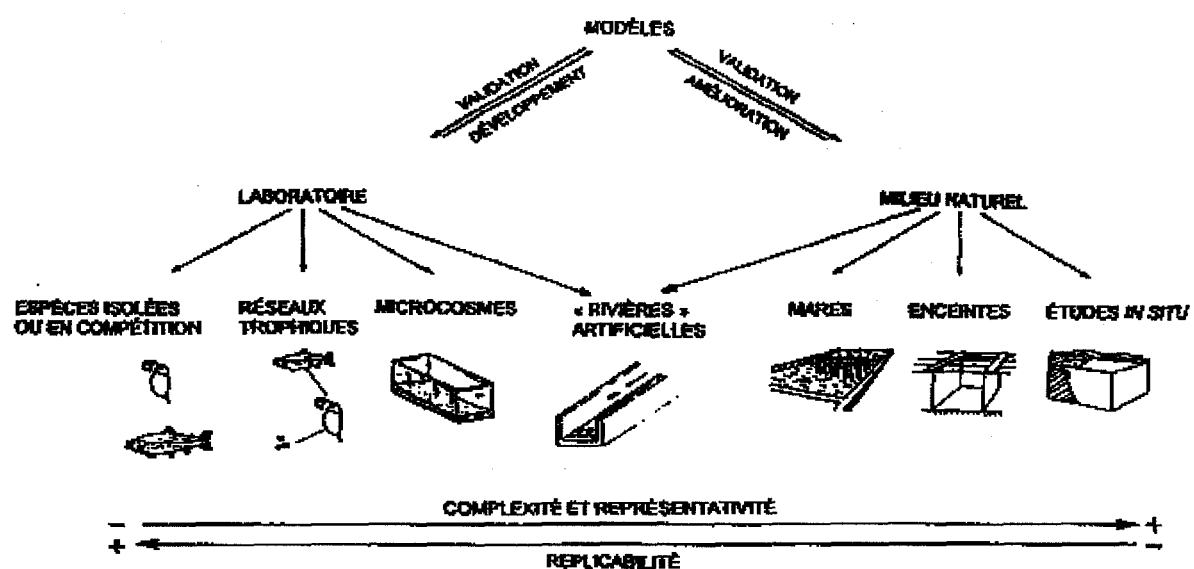 MODÈLES
VALIDATION
DÉVELOPPEMENT
VALIDATION
AMÉLIORATION
LABORATOIRE
MILIEU NATUREL
ESPÈCES ISOLÉES
OU EN COMPÉTITION
RÉSEAUX
TROPHIQUES
MICROCOSMES
« RIVIÈRES »
ARTIFICIELLES
MARES
ENCEINTES
ÉTUDES IN SITU
COMPLEXITÉ ET REPRÉSENTATIVITÉ
− +
+ −
REPLICABILITÉ